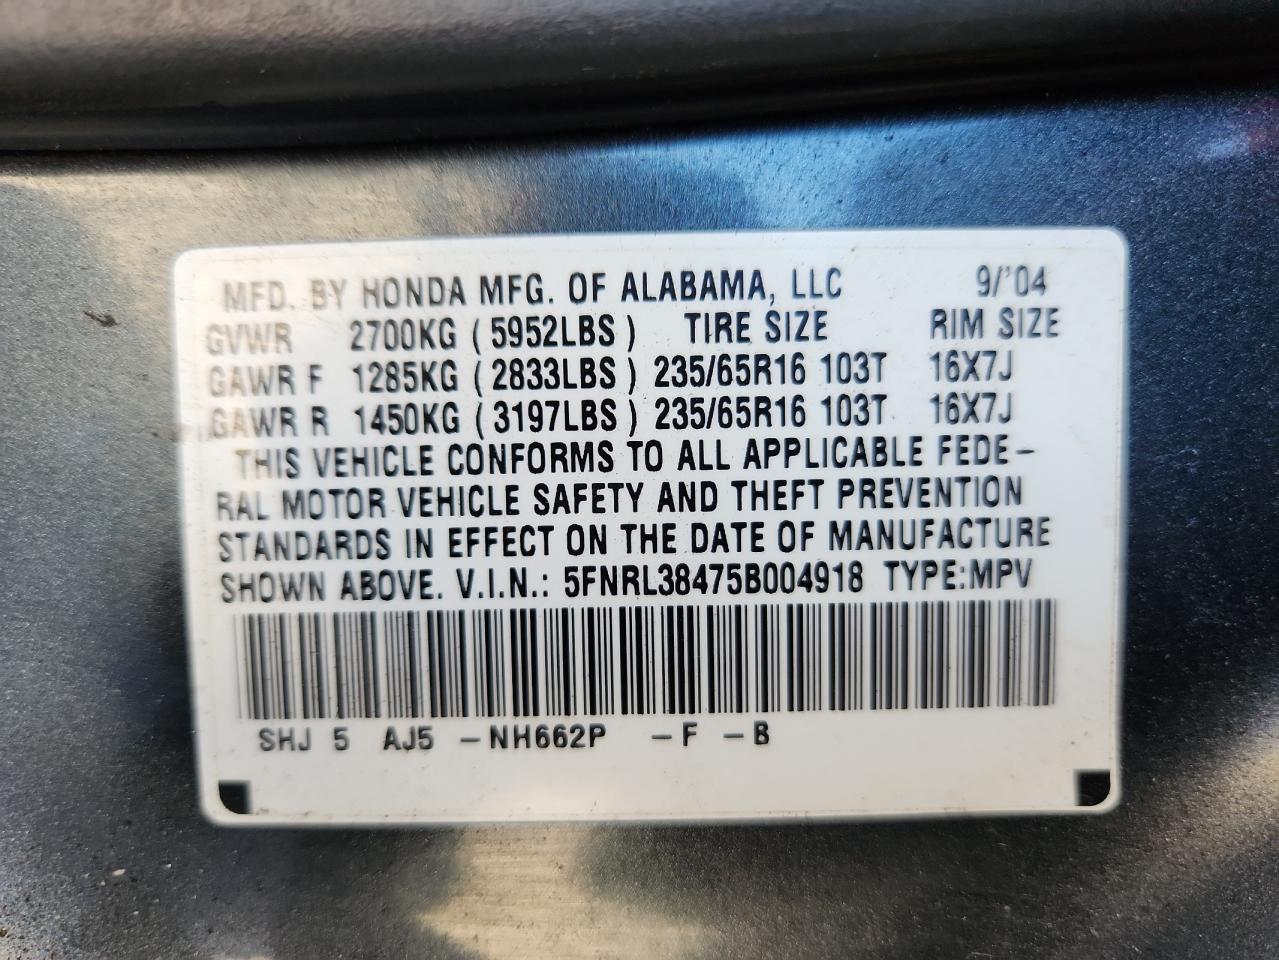 MFD. BY HONDA MFG. OF ALABAMA, LLC 9/'04
GVWR 2700KG (5952LBS) TIRE SIZE RIM SIZE
GAWR F 1285KG (2833LBS) 235/65R16 103T 16X7J
GAWR R 1450KG (3197LBS) 235/65R16 103T 16X7J
THIS VEHICLE CONFORMS TO ALL APPLICABLE FEDE-
RAL MOTOR VEHICLE SAFETY AND THEFT PREVENTION
STANDARDS IN EFFECT ON THE DATE OF MANUFACTURE
SHOWN ABOVE. V.I.N.: 5FNRL38475B004918 TYPE:MPV
SHJ 5 AJ5 -NH662P -F -B